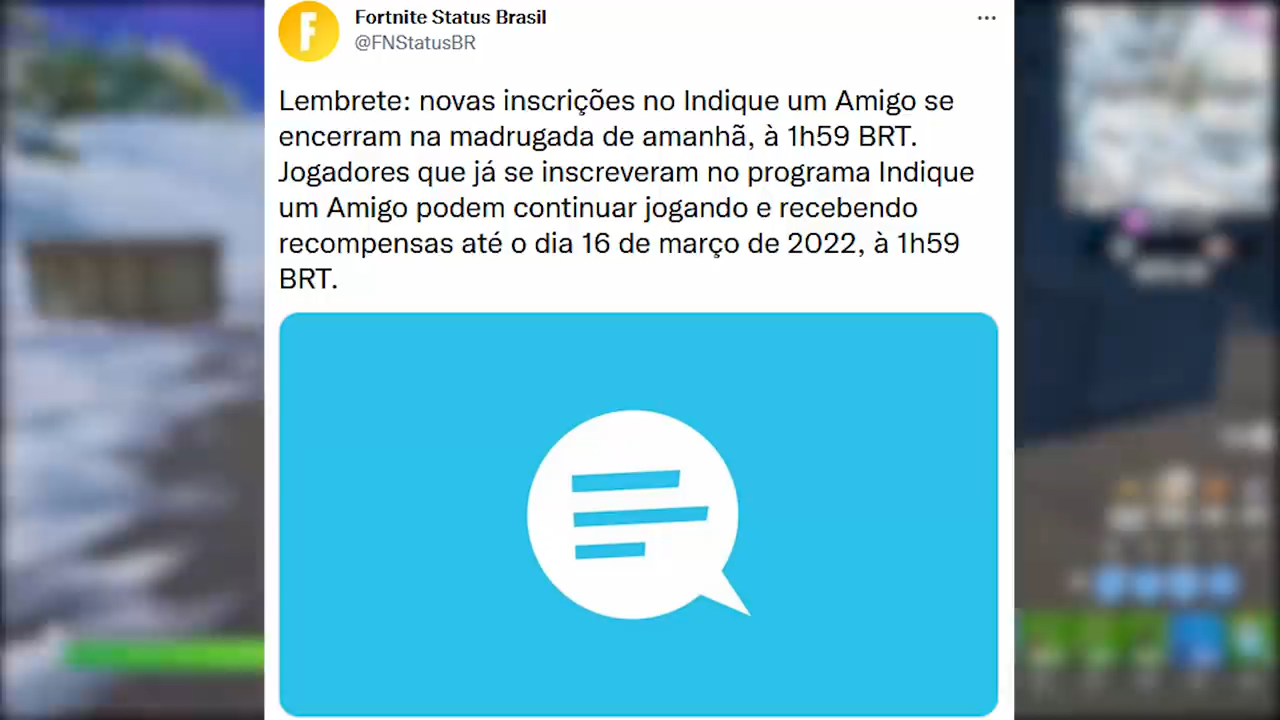 Fortnite Status Brasil
@FNStatusBR
Lembrete: novas inscrições no Indique um Amigo se
encerram na madrugada de amanhã, à 1h59 BRT.
Jogadores que já se inscreveram no programa Indique
um Amigo podem continuar jogando e recebendo
recompensas até o dia 16 de março de 2022, à 1h59
BRT.